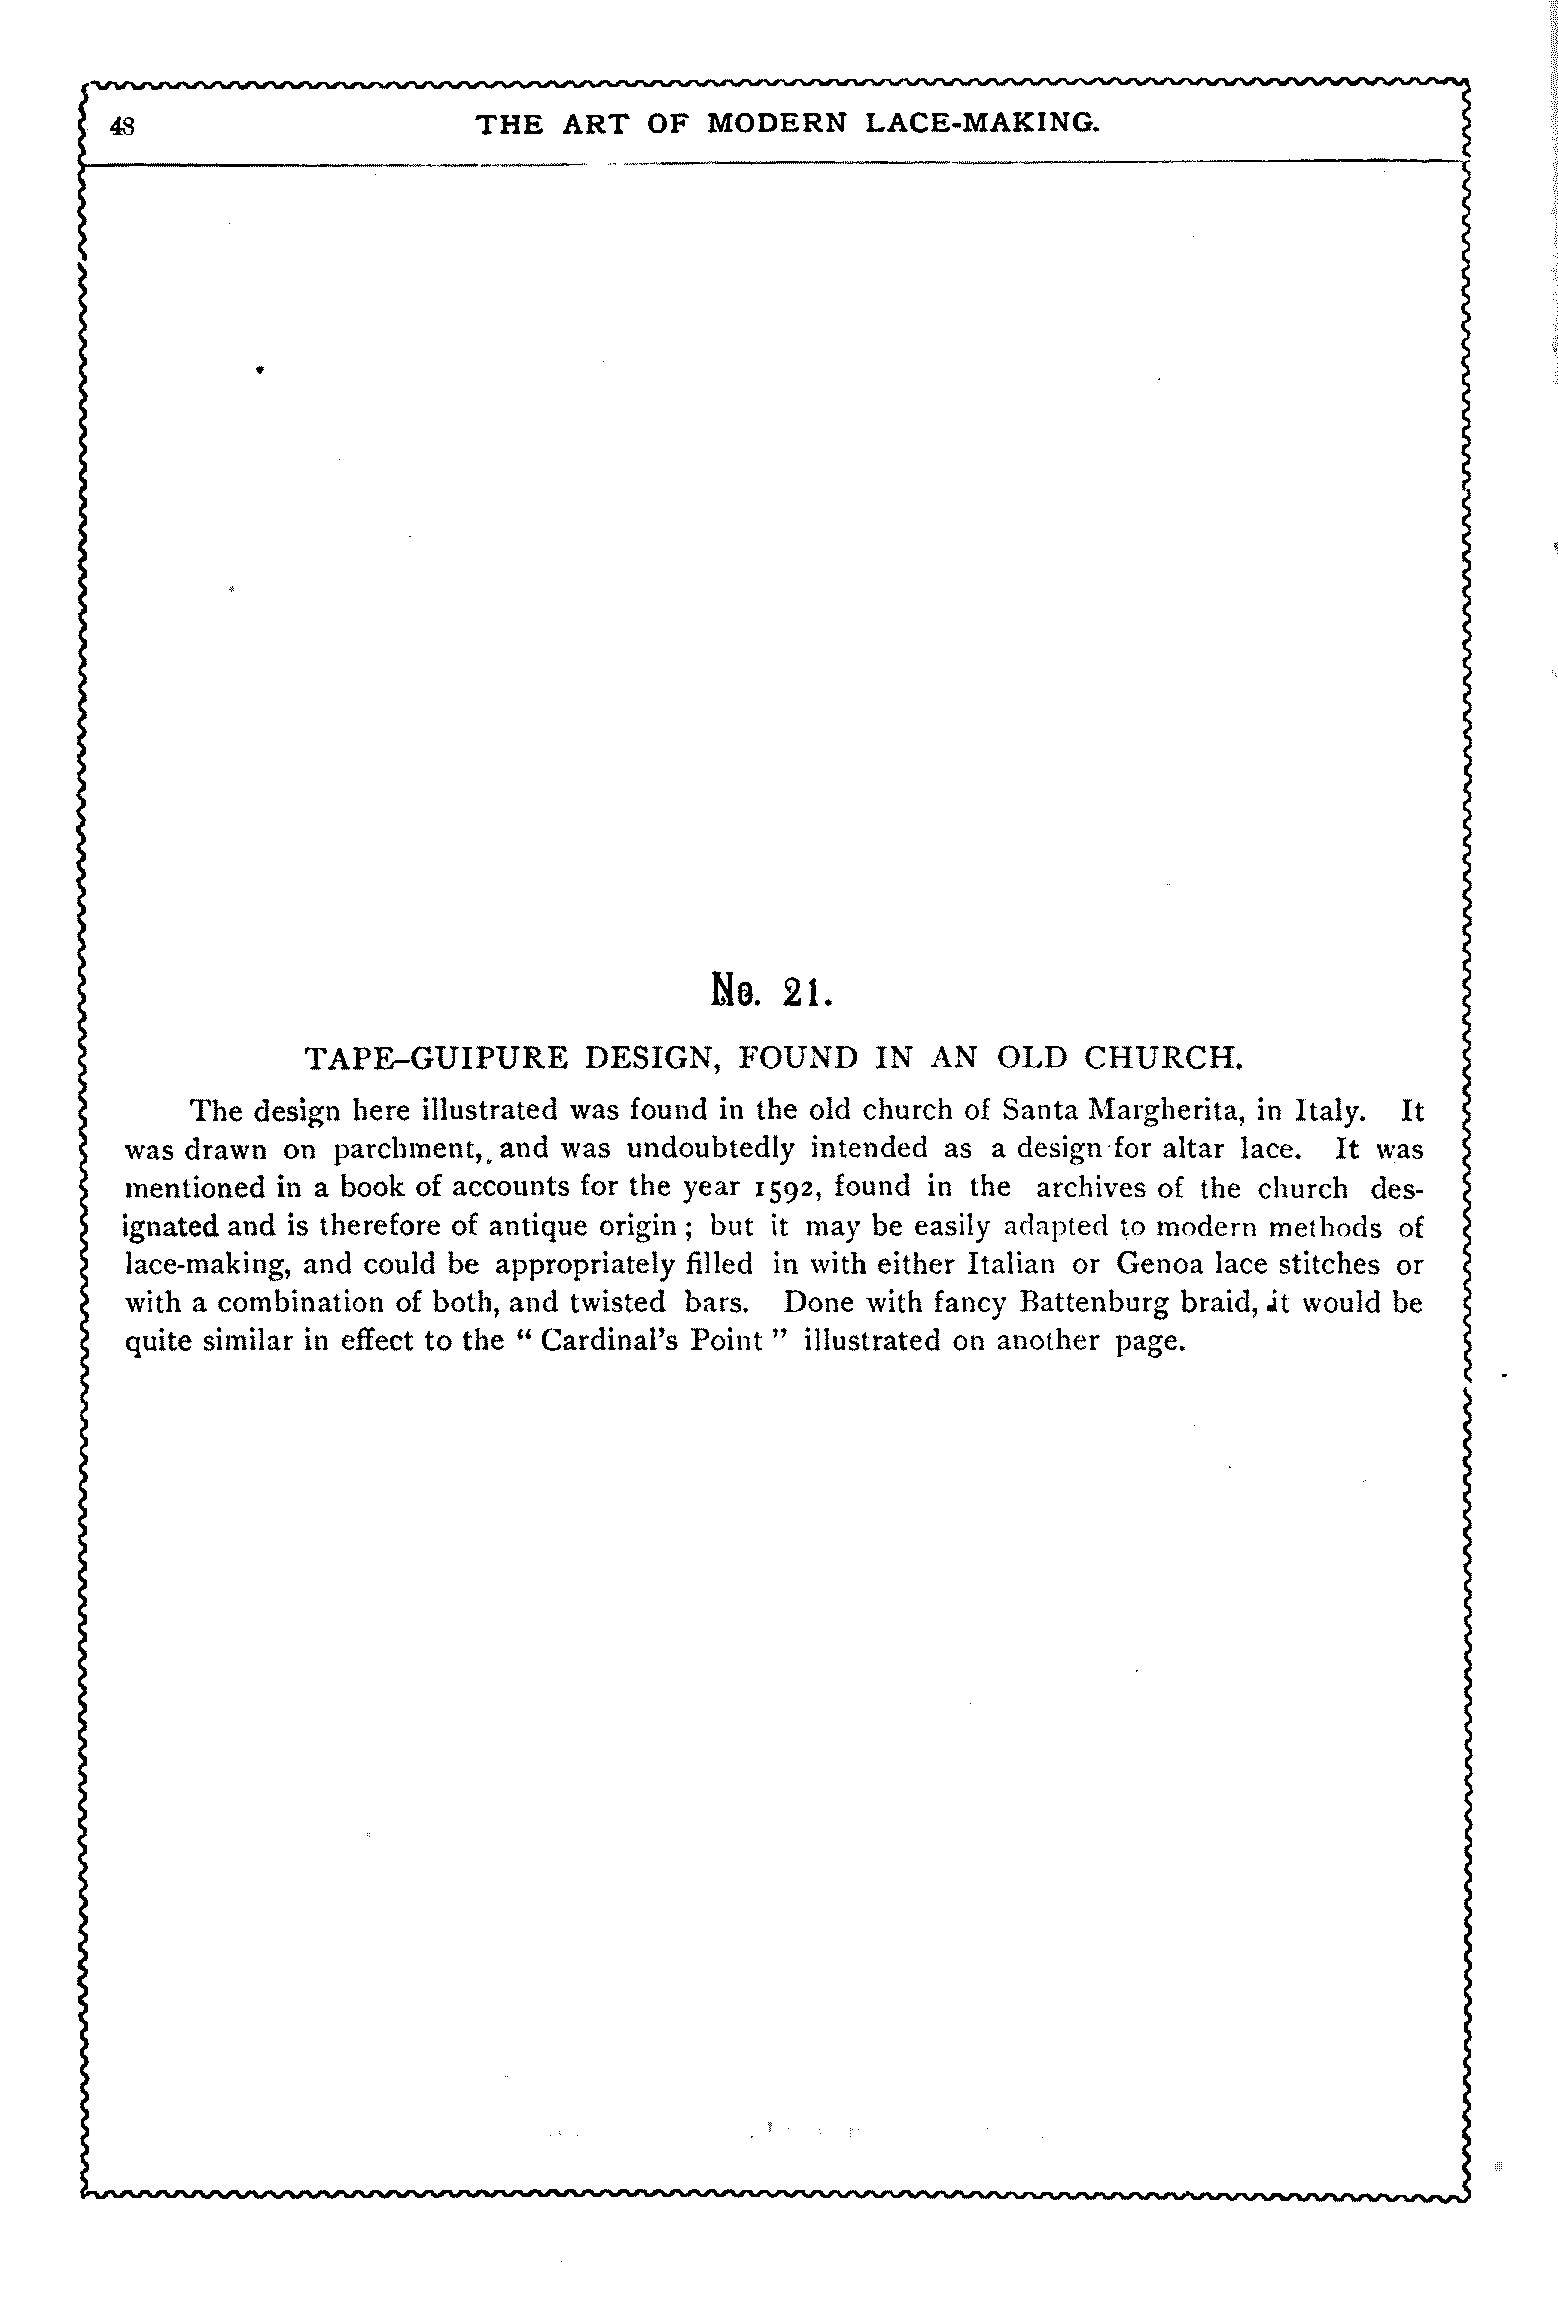 48
THE ART OF MODERN LACE-MAKING.
No. 21.
TAPE-GUIPURE DESIGN, FOUND IN AN OLD CHURCH.
The design here illustrated was found in the old church of Santa Margherita, in Italy. It
was drawn on parchment, and was undoubtedly intended as a design for altar lace. It was
mentioned in a book of accounts for the year 1592, found in the archives of the church des-
ignated and is therefore of antique origin ; but it may be easily adapted to modern methods of
lace-making, and could be appropriately filled in with either Italian or Genoa lace stitches or
with a combination of both, and twisted bars. Done with fancy Battenburg braid, it would be
quite similar in effect to the “ Cardinal’s Point ” illustrated on another page.